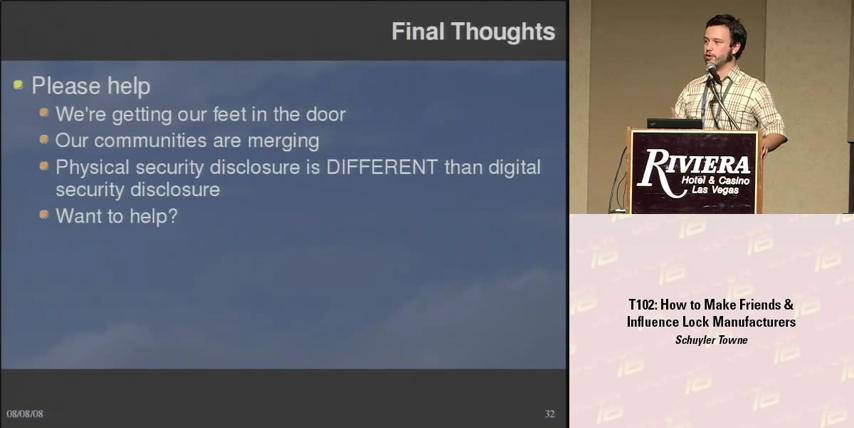 Final Thoughts
Please help
We're getting our feet in the door
Our communities are merging
Physical security disclosure is DIFFERENT than digital
security disclosure
Want to help?
08/08/08
32
RIVIERA
Hotel & Casino
Las Vegas
T102: How to Make Friends &
Influence Lock Manufacturers
Schuyler Towne